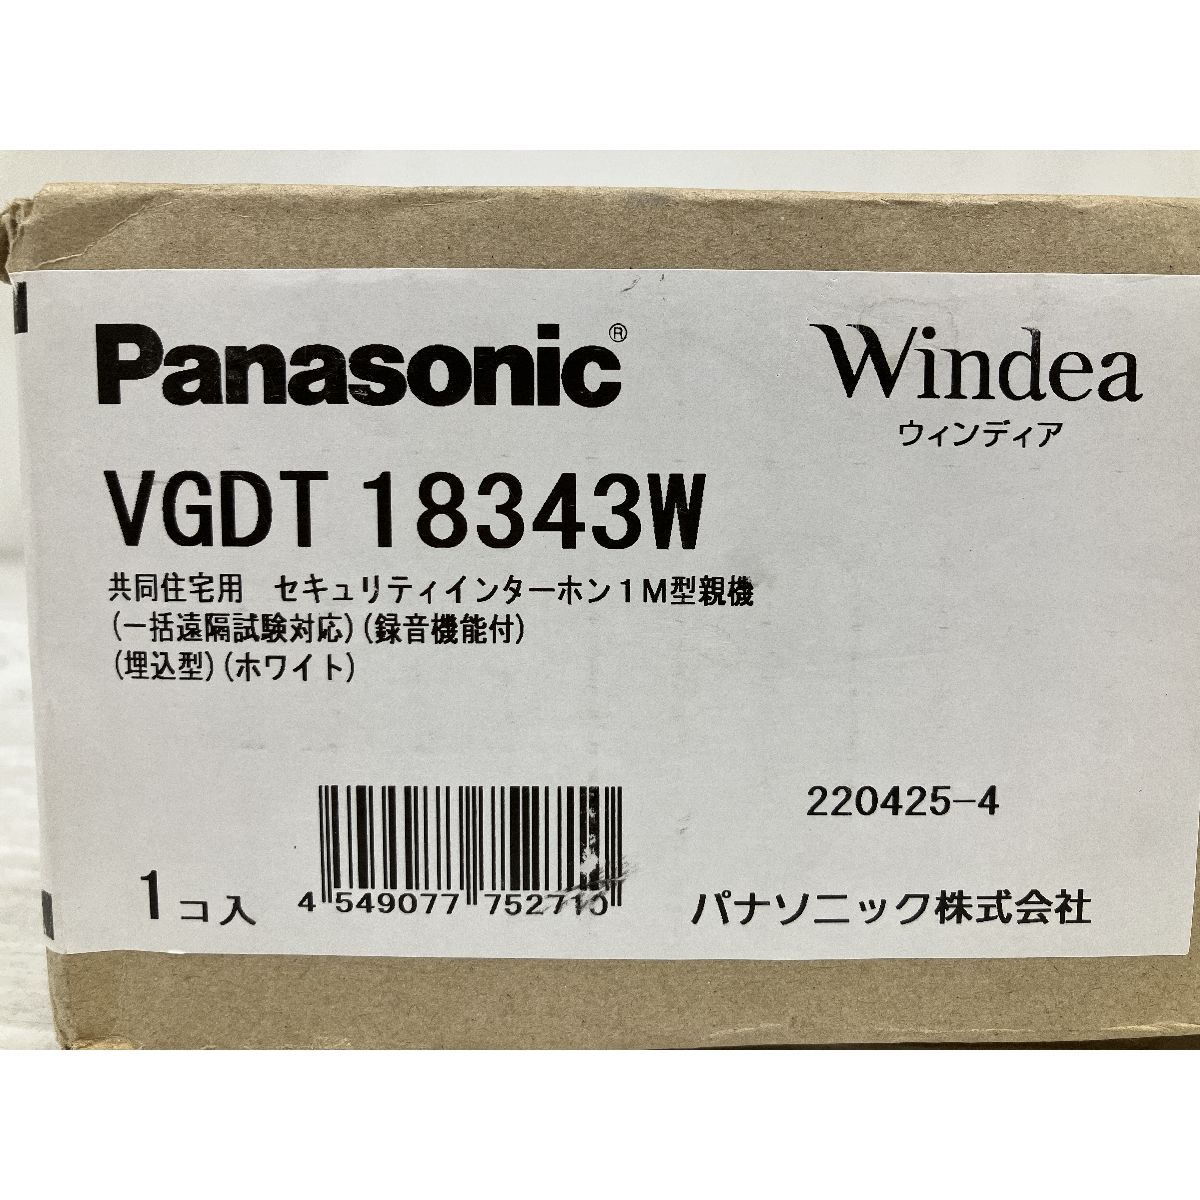 Panasonic®
Windea
ウィンディア
VGDT 18343W
共同住宅用 セキュリティインターホン1M型親機
(一括遠隔試験対応)(録音機能付)
(埋込型)(ホワイト)
220425-4
1コ入
4 549077 752710
パナソニック株式会社